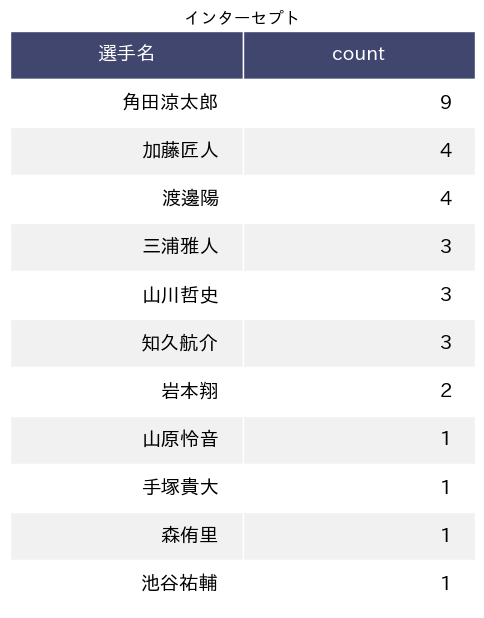 インターセプト
選手名 count
角田涼太郎 9
加藤匠人 4
渡邊陽 4
三浦雅人 3
山川哲史 3
知久航介 3
岩本翔 2
山原怜音 1
手塚貴大 1
森侑里 1
池谷祐輔 1